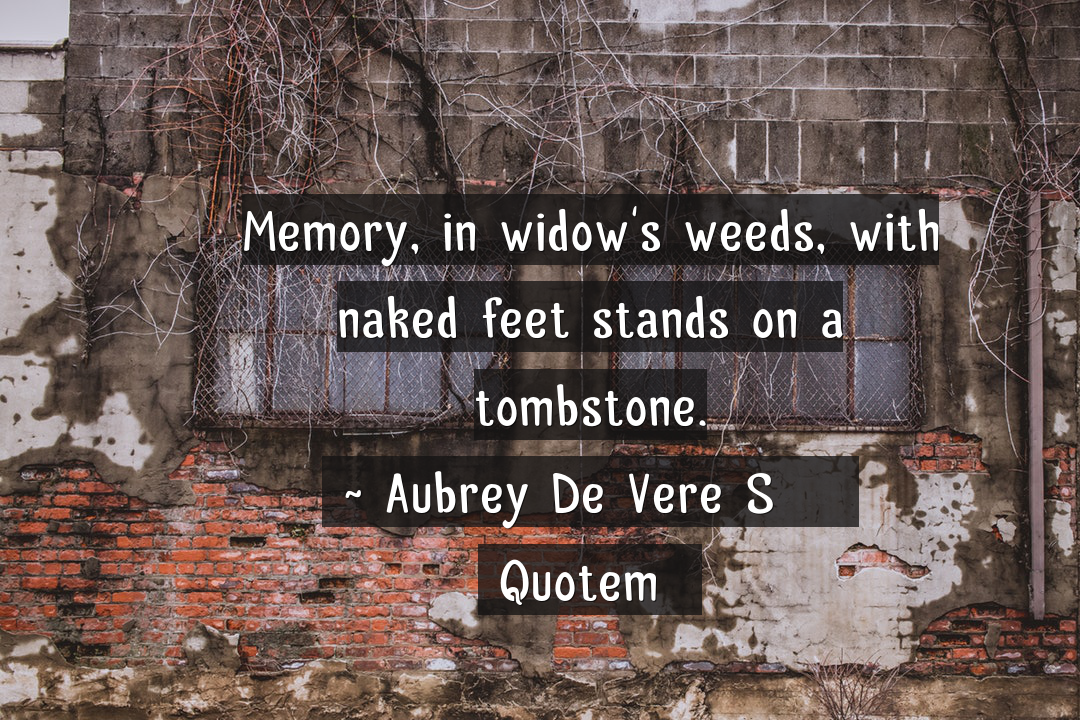 Memory, in widow's weeds, with
naked feet stands on a
tombstone.
~ Aubrey De Vere S
Quotem